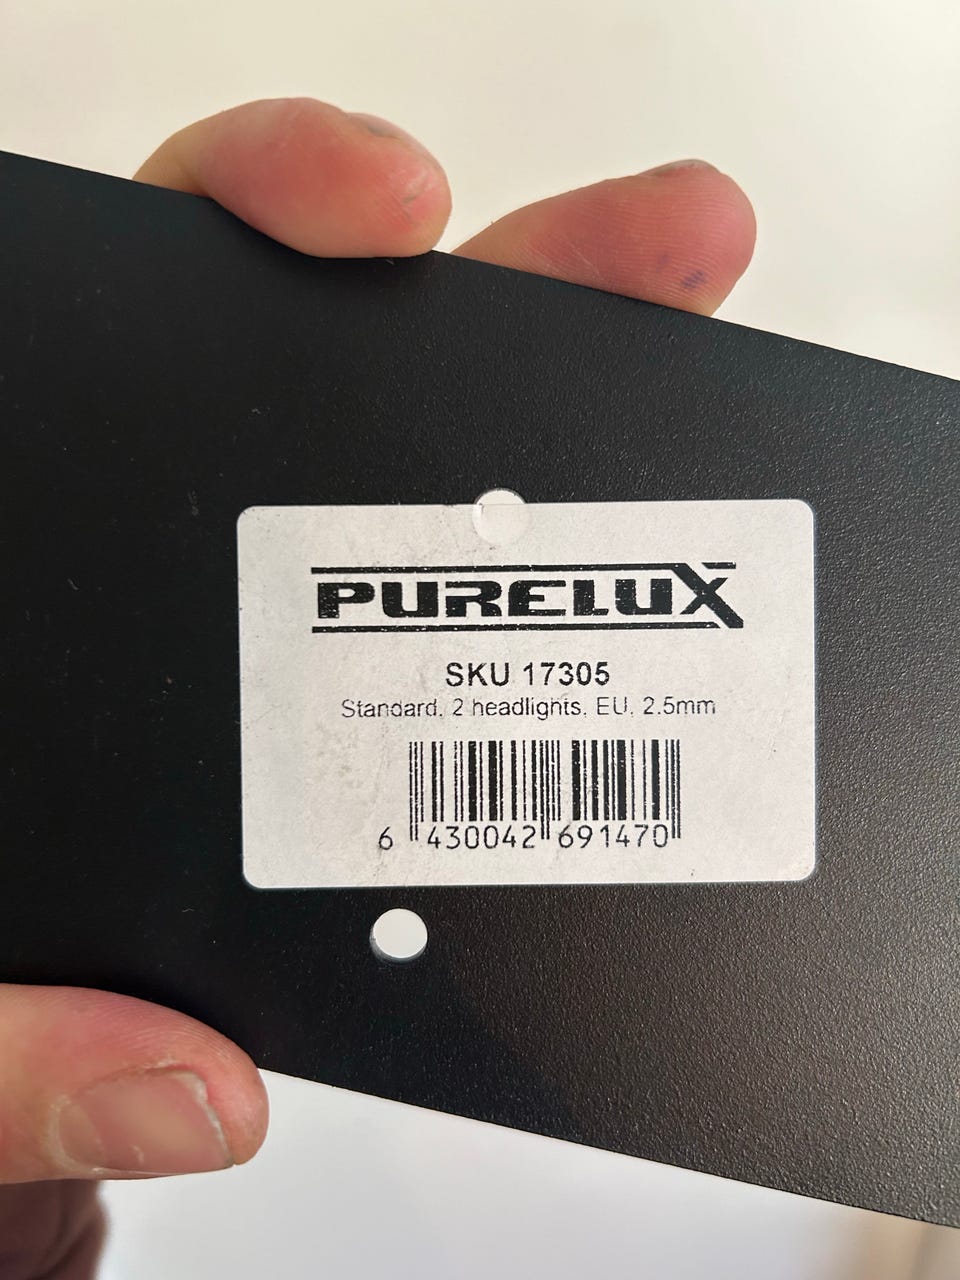 PURELUX
SKU 17305
Standard, 2 headlights, EU, 2.5mm
6 430042 691470